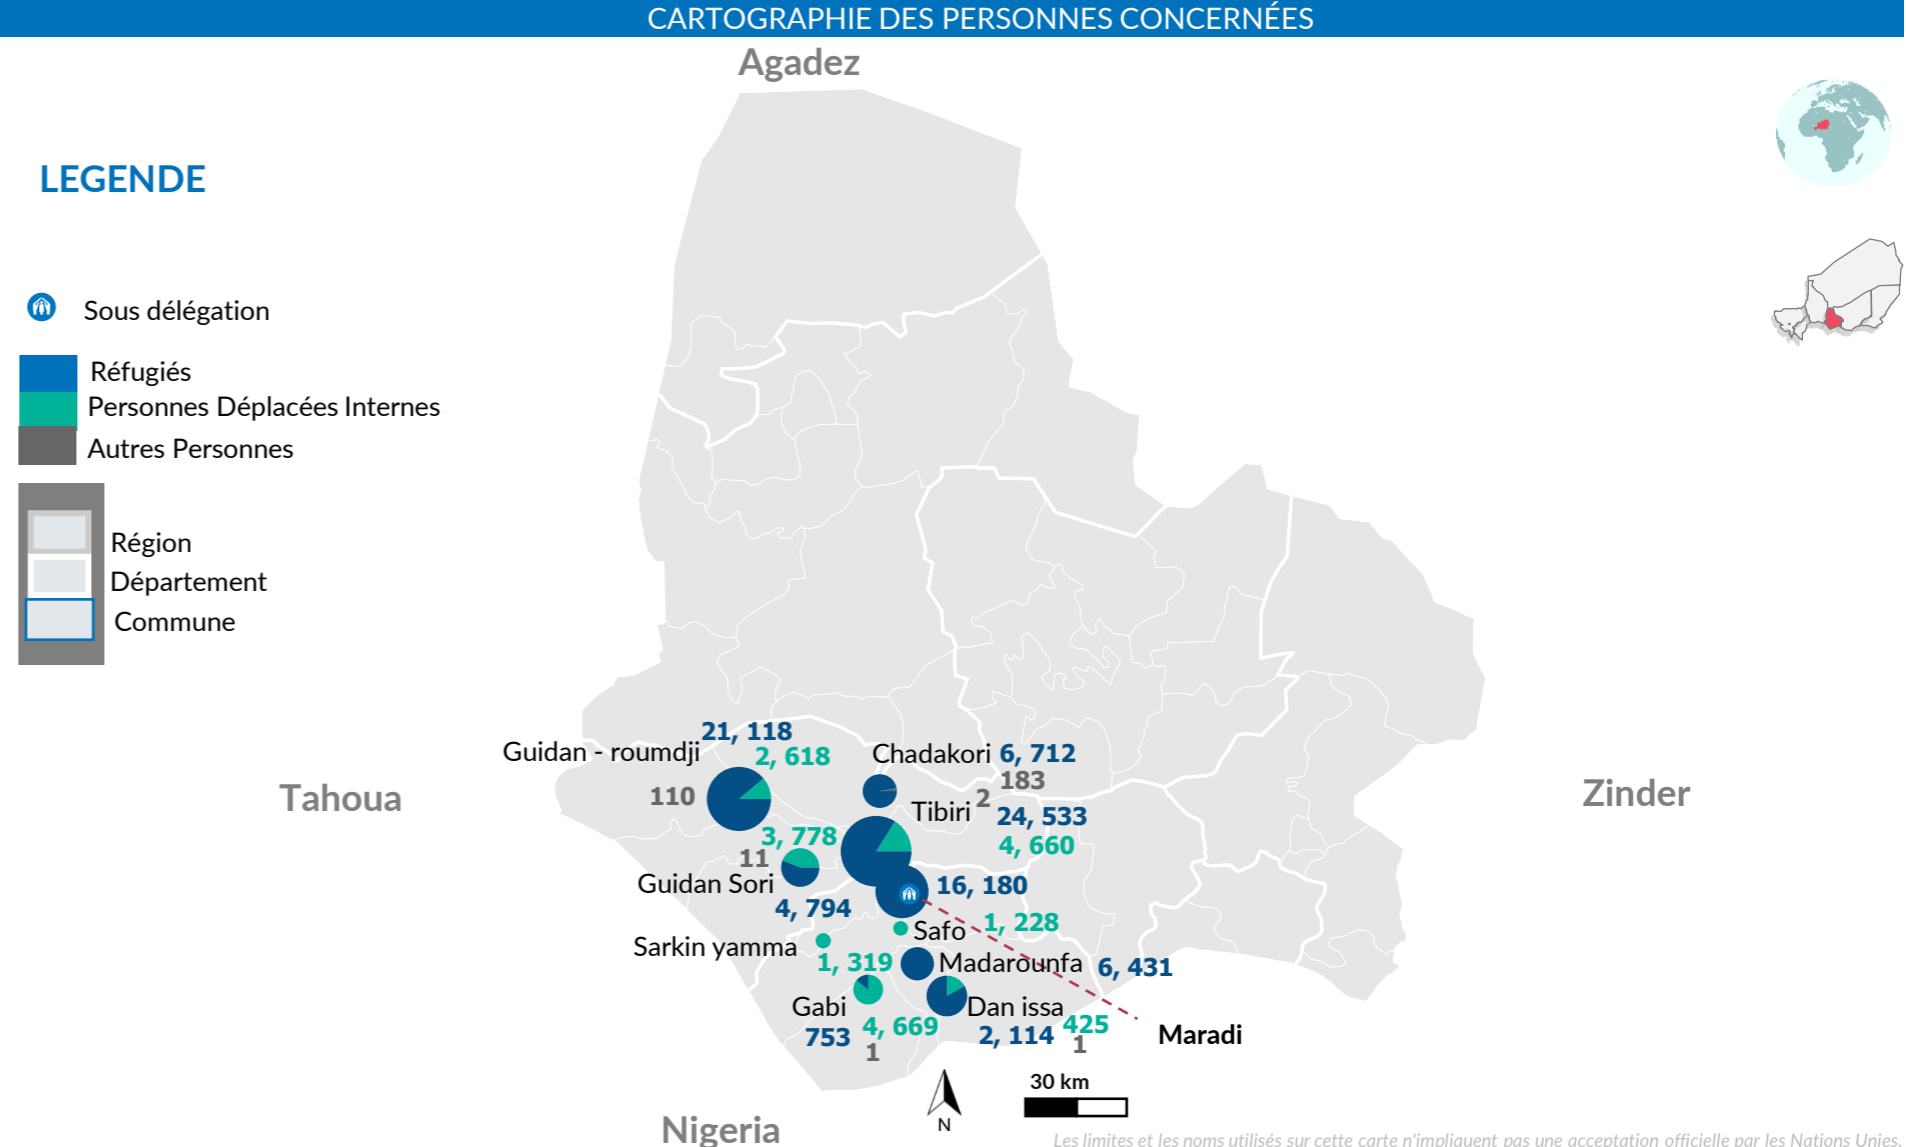 CARTOGRAPHIE DES PERSONNES CONCERNÉES
Agadez
LEGENDE
Sous délégation
Réfugiés
Personnes Déplacées Internes
Autres Personnes
Région
Département
Commune
21, 118
Guidan - roumdji
2, 618
110
Chadakori 6, 712
183
Tahoua
Zinder
Tibiri 2
24, 533
4, 660
3, 778
11
Guidan Sori
4, 794
16, 180
Safo 1, 228
Sarkin yamma
1, 319
Madarounfa 6, 431
Gabi
753 4, 669
1
Dan issa
2, 114 425
1
Maradi
30 km
N
Nigeria
Les limites et les noms utilisés sur cette carte n'impliquent pas une acceptation officielle par les Nations Unies.